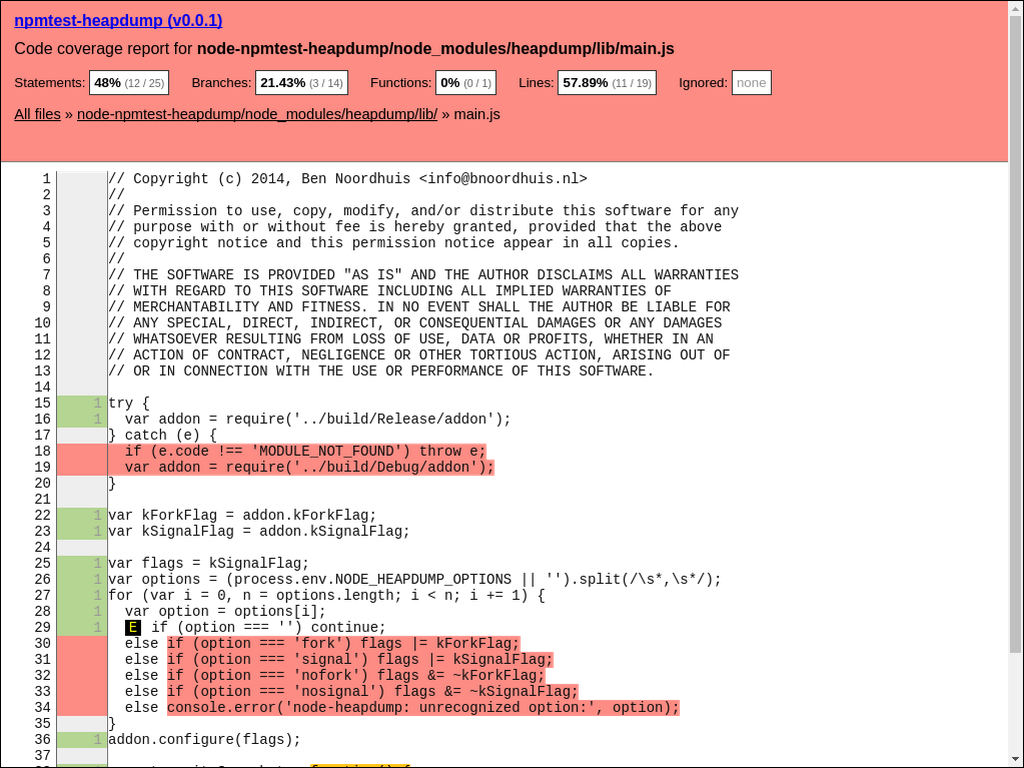 npmtest-heapdump (v0.0.1)
Code coverage report for node-npmtest-heapdump/node_modules/heapdump/lib/main.js
Statements: 48% (12 / 25) Branches: 21.43% (3 / 14) Functions: 0% (0 / 1) Lines: 57.89% (11 / 19) Ignored: none
All files » node-npmtest-heapdump/node_modules/heapdump/lib/ » main.js
1 // Copyright (c) 2014, Ben Noordhuis <info@bnoordhuis.nl>
2 //
3 // Permission to use, copy, modify, and/or distribute this software for any
4 // purpose with or without fee is hereby granted, provided that the above
5 // copyright notice and this permission notice appear in all copies.
6 //
7 // THE SOFTWARE IS PROVIDED "AS IS" AND THE AUTHOR DISCLAIMS ALL WARRANTIES
8 // WITH REGARD TO THIS SOFTWARE INCLUDING ALL IMPLIED WARRANTIES OF
9 // MERCHANTABILITY AND FITNESS. IN NO EVENT SHALL THE AUTHOR BE LIABLE FOR
10 // ANY SPECIAL, DIRECT, INDIRECT, OR CONSEQUENTIAL DAMAGES OR ANY DAMAGES
11 // WHATSOEVER RESULTING FROM LOSS OF USE, DATA OR PROFITS, WHETHER IN AN
12 // ACTION OF CONTRACT, NEGLIGENCE OR OTHER TORTIOUS ACTION, ARISING OUT OF
13 // OR IN CONNECTION WITH THE USE OR PERFORMANCE OF THIS SOFTWARE.
14
15 1 try {
16 1 var addon = require('../build/Release/addon');
17 } catch (e) {
18 if (e.code !== 'MODULE_NOT_FOUND') throw e;
19 var addon = require('../build/Debug/addon');
20 }
21
22 1 var kForkFlag = addon.kForkFlag;
23 1 var kSignalFlag = addon.kSignalFlag;
24
25 1 var flags = kSignalFlag;
26 1 var options = (process.env.NODE_HEAPDUMP_OPTIONS || '').split(/\s*,\s*/);
27 1 for (var i = 0, n = options.length; i < n; i += 1) {
28 1 var option = options[i];
29 1 E if (option === '') continue;
30 else if (option === 'fork') flags |= kForkFlag;
31 else if (option === 'signal') flags |= kSignalFlag;
32 else if (option === 'nofork') flags &= ~kForkFlag;
33 else if (option === 'nosignal') flags &= ~kSignalFlag;
34 else console.error('node-heapdump: unrecognized option:', option);
35 }
36 1 addon.configure(flags);
37